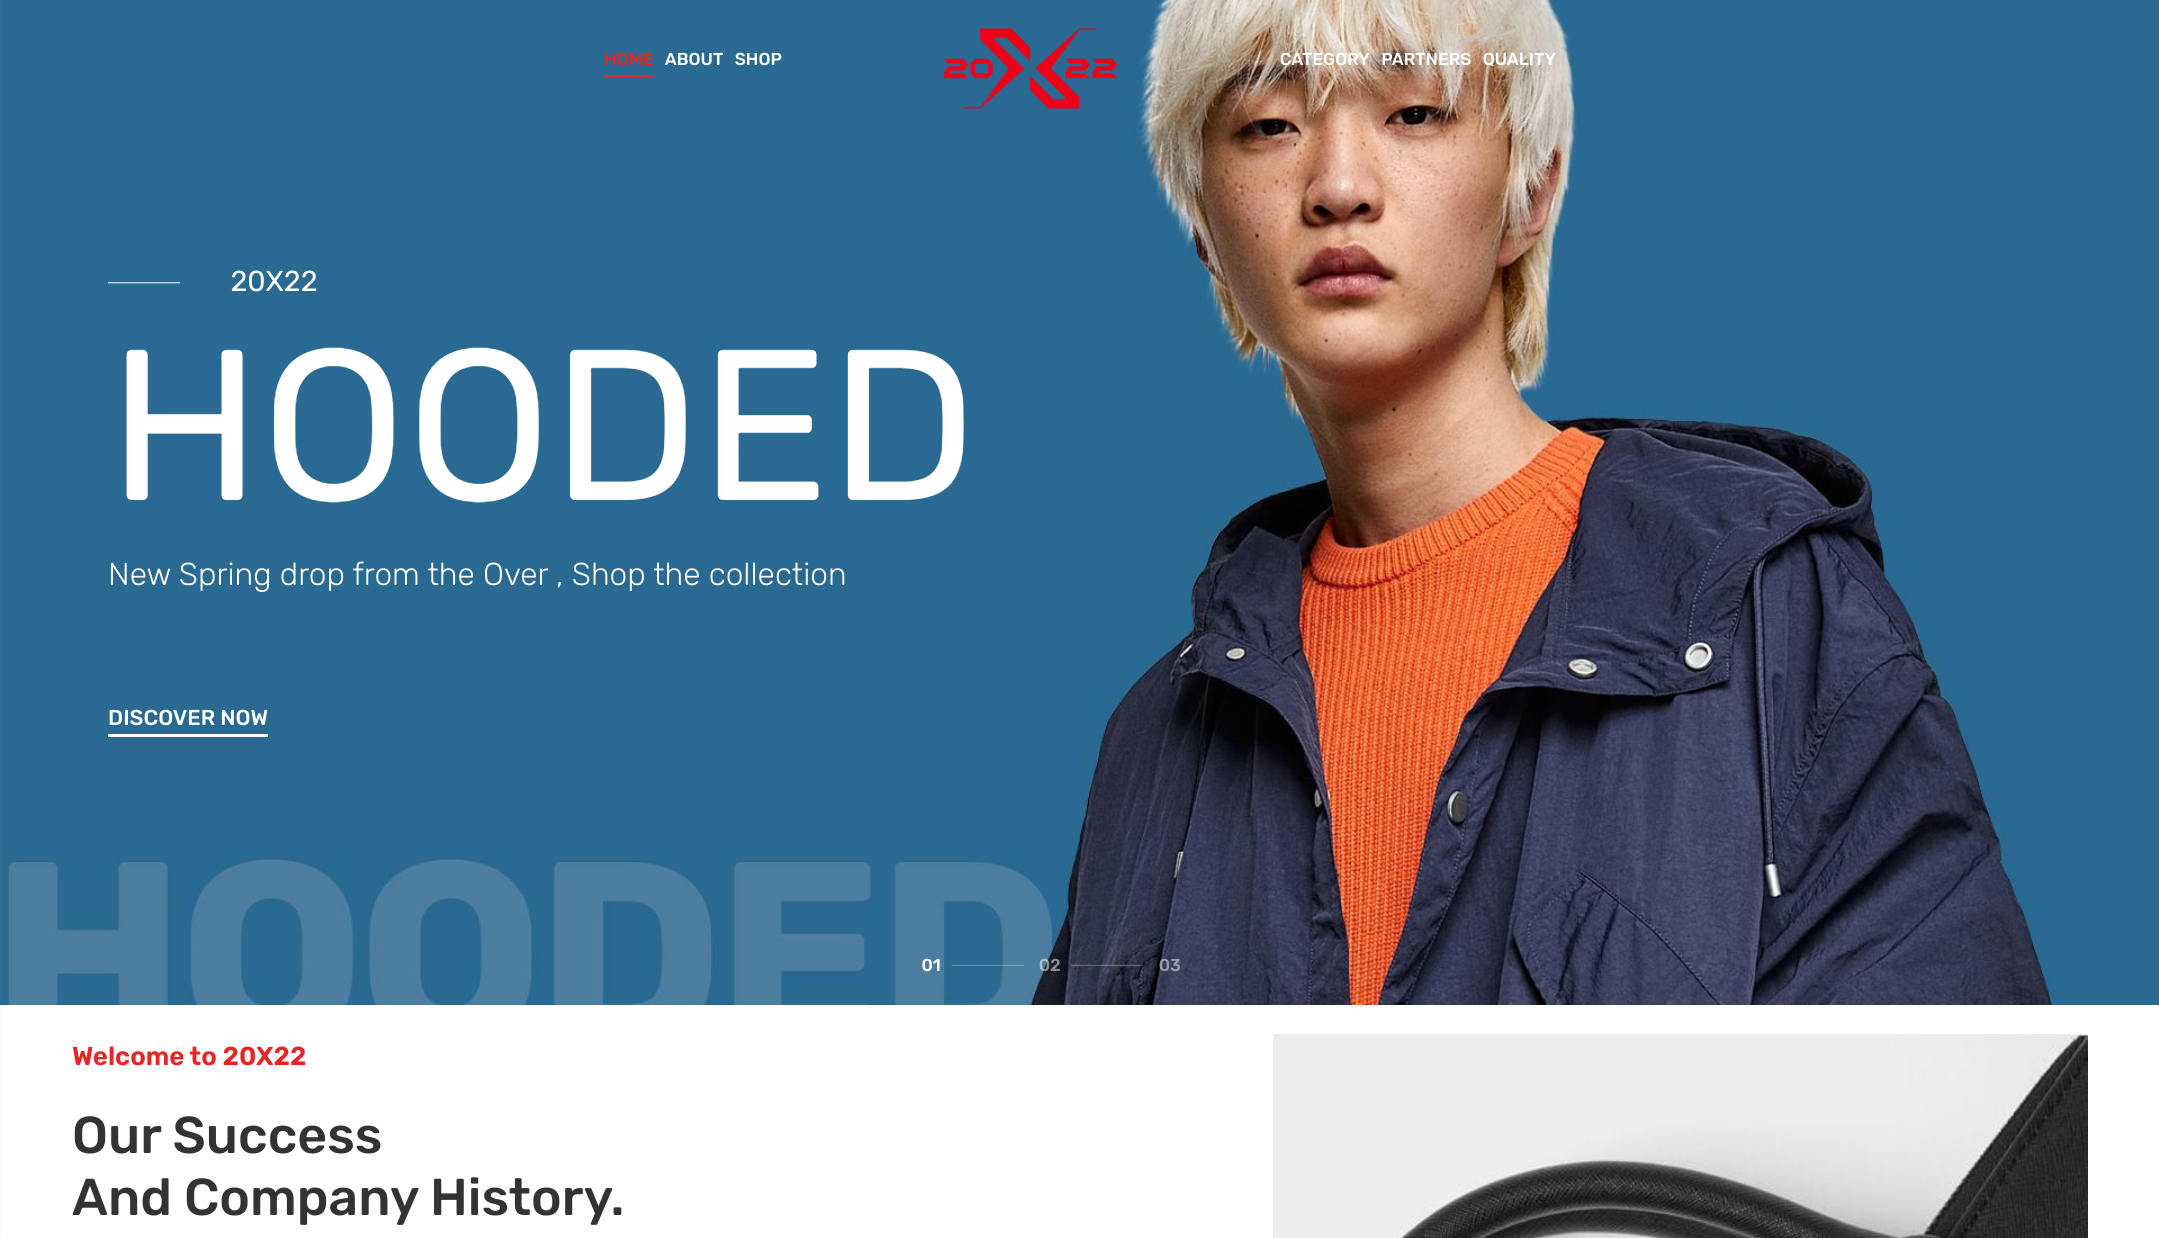 HOME ABOUT SHOP
20X22
CATEGORY PARTNERS QUALITY
20X22
HOODED
New Spring drop from the Over , Shop the collection
DISCOVER NOW
HOODED
01 02 03
Welcome to 20X22
Our Success
And Company History.